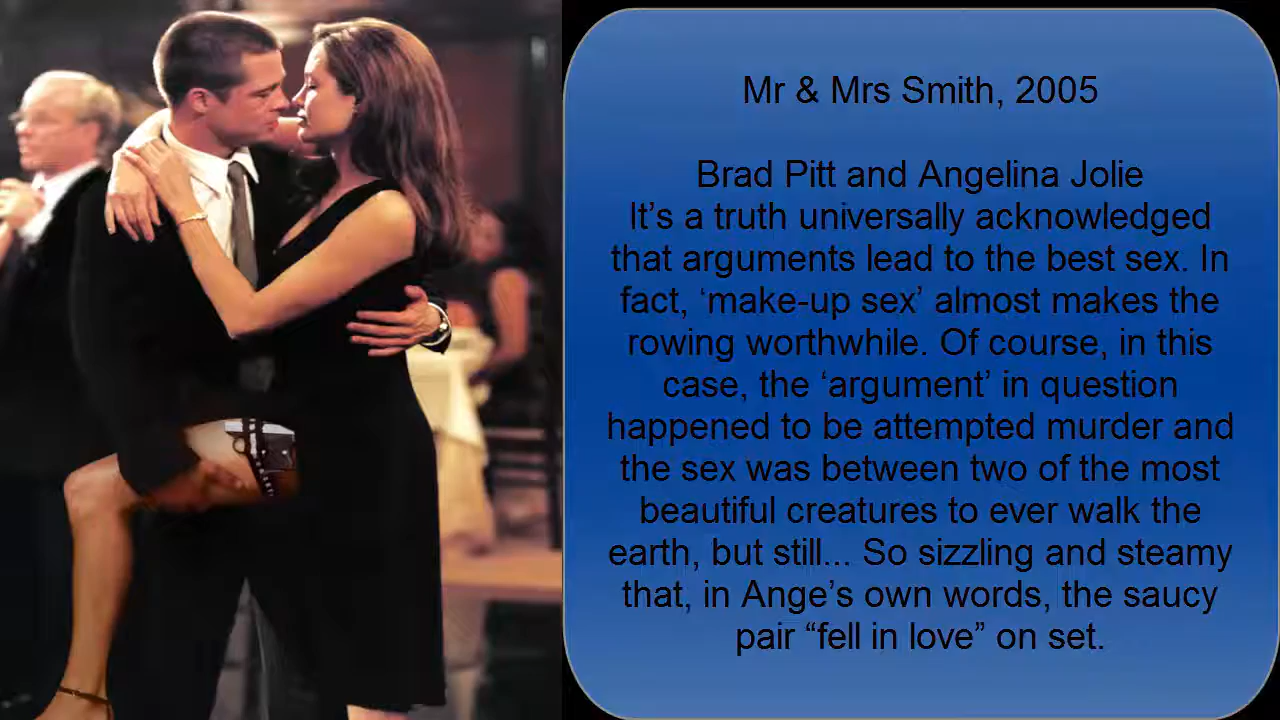 Mr & Mrs Smith, 2005
Brad Pitt and Angelina Jolie
It’s a truth universally acknowledged
that arguments lead to the best sex. In
fact, ‘make-up sex’ almost makes the
rowing worthwhile. Of course, in this
case, the ‘argument’ in question
happened to be attempted murder and
the sex was between two of the most
beautiful creatures to ever walk the
earth, but still... So sizzling and steamy
that, in Ange’s own words, the saucy
pair “fell in love” on set.